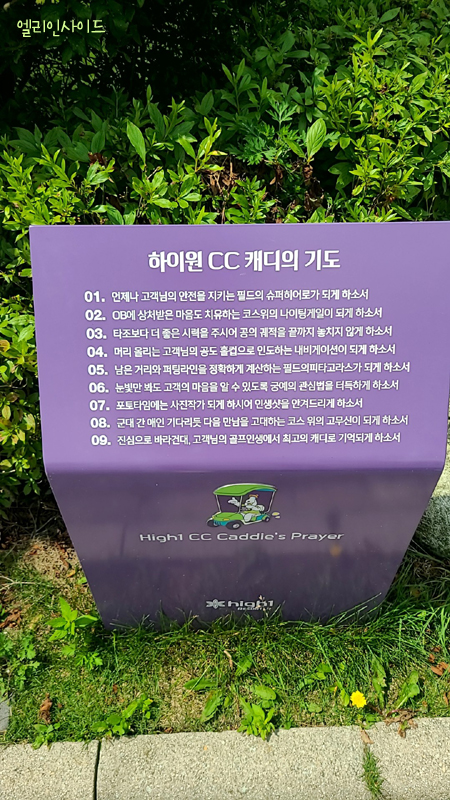 엘리인사이드
하이원 CC 캐디의 기도
01. 언제나 고객님의 안전을 지키는 필드의 슈퍼히어로가 되게 하소서
02. OB에 상처받은 마음도 치유하는 코스위의 나이팅게일이 되게 하소서
03. 타조보다 더 좋은 시력을 주시어 공의 궤적을 끝까지 놓치지 않게 하소서
04. 머리 올리는 고객님의 공도 홀컵으로 인도하는 내비게이션이 되게 하소서
05. 남은 거리와 퍼팅라인을 정확하게 계산하는 필드의피타고라스가 되게 하소서
06. 눈빛만 봐도 고객의 마음을 알 수 있도록 궁예의 관심법을 터득하게 하소서
07. 포토타임에는 사진작가 되게 하시어 인생샷을 안겨드리게 하소서
08. 군대 간 애인 기다리듯 다음 만남을 고대하는 코스 위의 고무신이 되게 하소서
09. 진심으로 바라건대, 고객님의 골프인생에서 최고의 캐디로 기억되게 하소서
High1 CC Caddie's Prayer
high1
RESORT